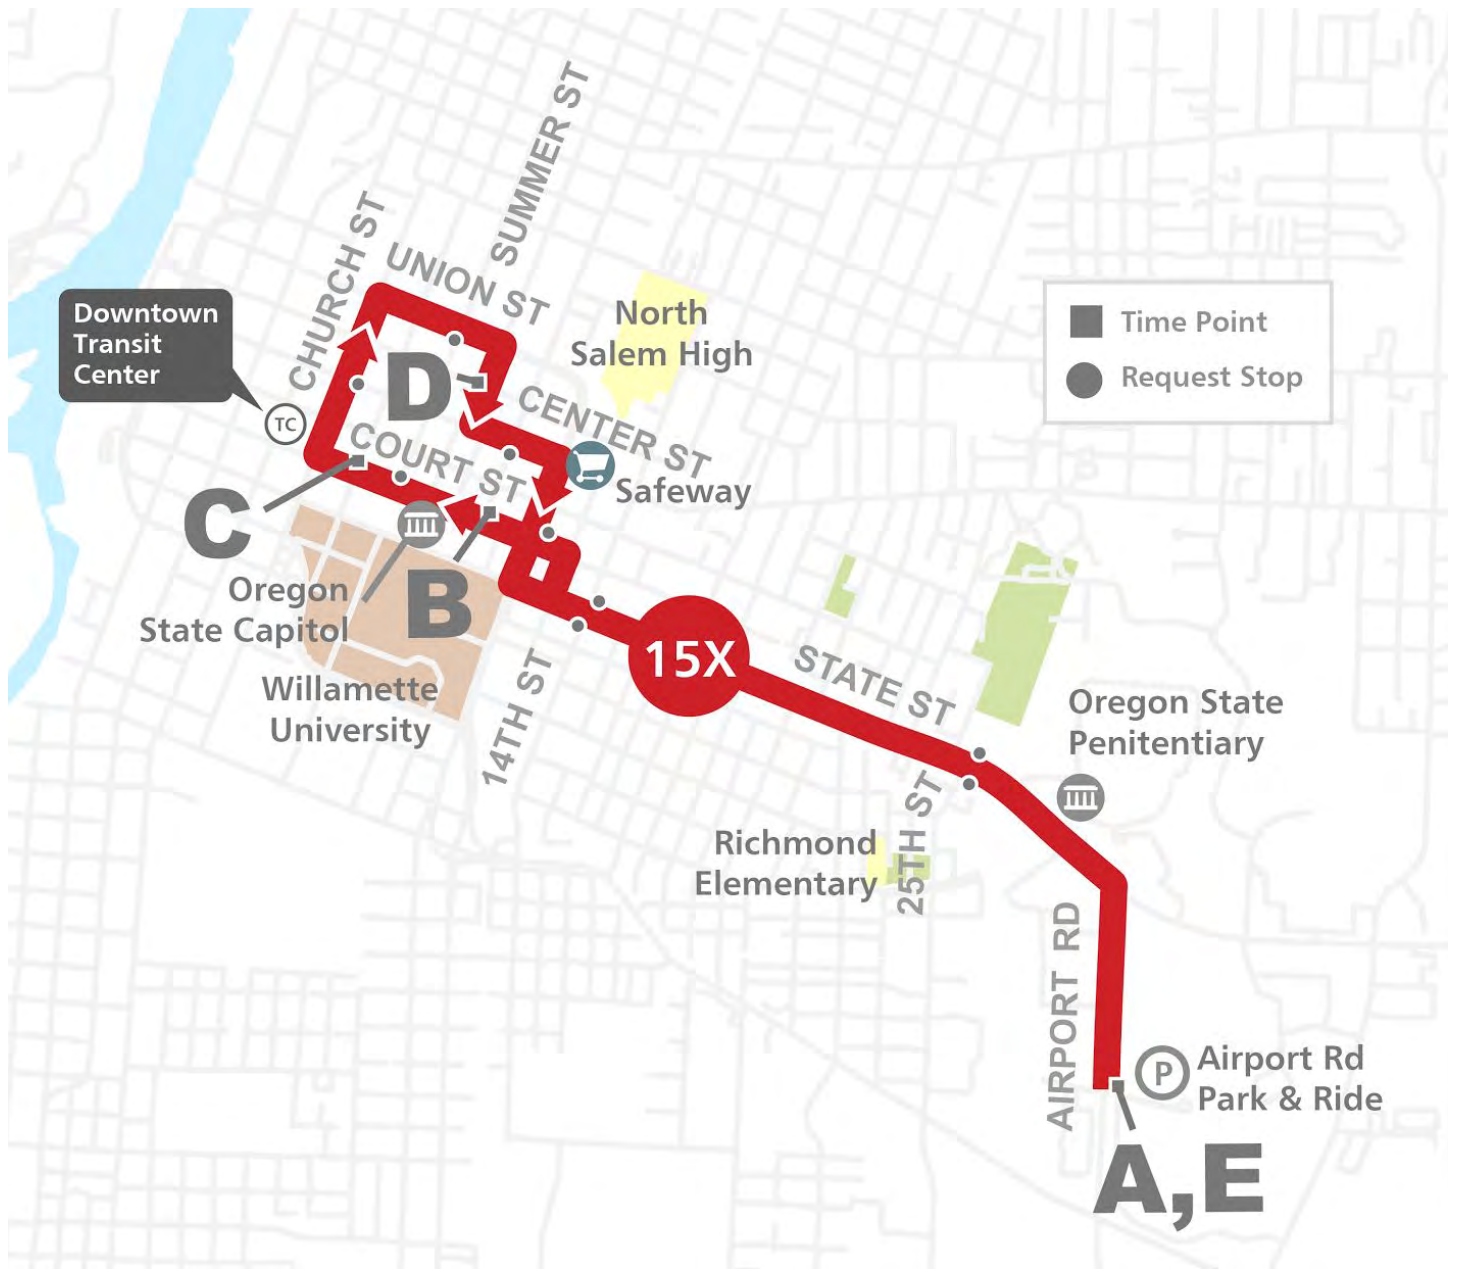 SUMMER ST
CHURCH ST
UNION ST
Downtown
Transit
Center
TC
North
Salem High
Time Point
Request Stop
D
CENTER ST
COURT ST
Safeway
C
B
Oregon
State Capitol
Willamette
University
15X
14TH ST
STATE ST
Oregon State
Penitentiary
25TH ST
Richmond
Elementary
AIRPORT RD
P
Airport Rd
Park & Ride
A,E